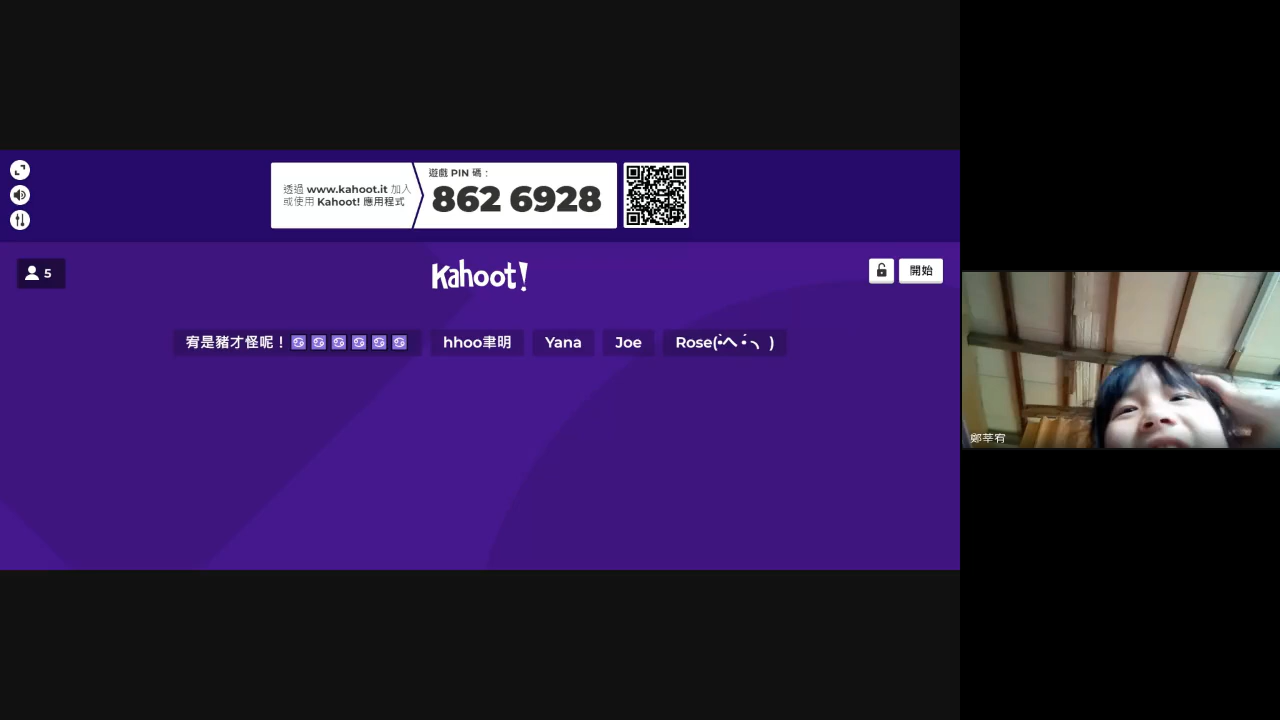 透過 www.kahoot.it 加入
或使用 Kahoot! 應用程式
遊戲 PIN 碼：
862 6928
5
Kahoot!
開始
宥是豬才怪呢！♋♋♋♋♋♋
hhoo聿明
Yana
Joe
Rose(•́へ•́╮)
鄭莘宥